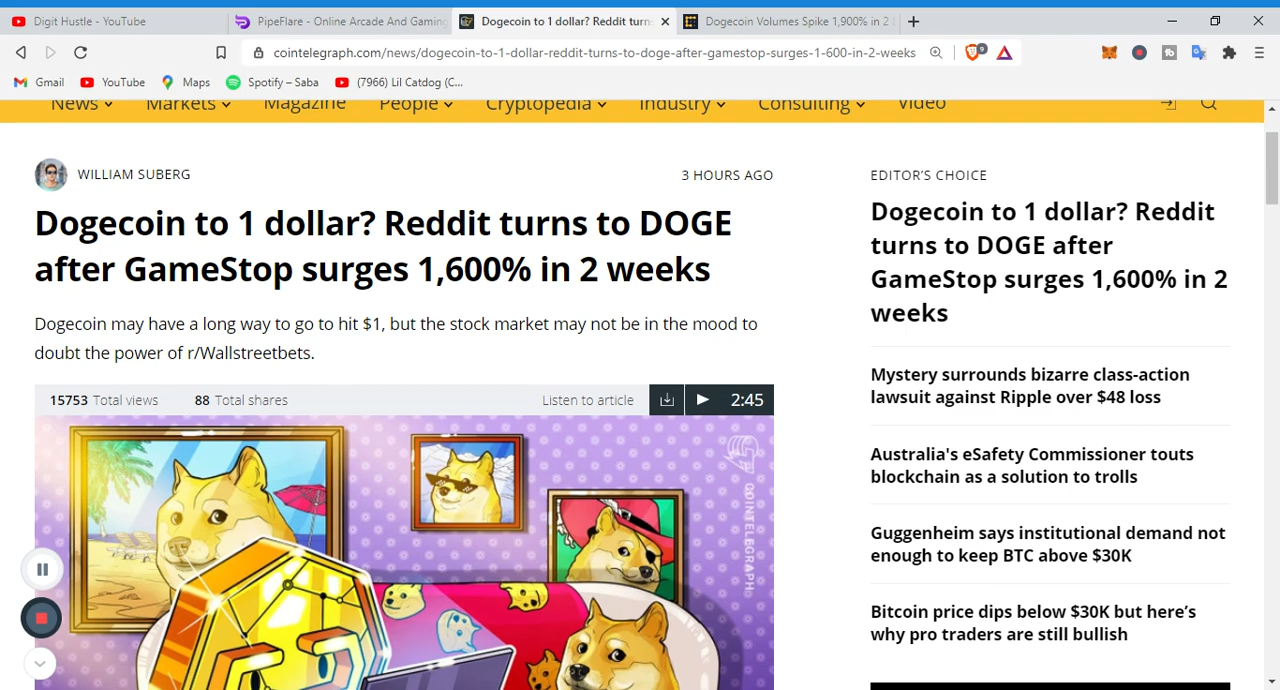 Digit Hustle - YouTube
PipeFlare - Online Arcade And Gaming
Dogecoin to 1 dollar? Reddit turns
Dogecoin Volumes Spike 1,900% in 2
cointelegraph.com/news/dogecoin-to-1-dollar-reddit-turns-to-doge-after-gamestop-surges-1-600-in-2-weeks
9
Gmail
YouTube
Maps
Spotify – Saba
(7966) Lil Catdog (C...
News
Markets
Magazine
People
Cryptopedia
Industry
Consulting
Video
WILLIAM SUBERG
3 HOURS AGO
Dogecoin to 1 dollar? Reddit turns to DOGE
after GameStop surges 1,600% in 2 weeks
Dogecoin may have a long way to go to hit $1, but the stock market may not be in the mood to
doubt the power of r/Wallstreetbets.
15753 Total views
88 Total shares
Listen to article
2:45
COINTELEGRAPH
EDITOR'S CHOICE
Dogecoin to 1 dollar? Reddit
turns to DOGE after
GameStop surges 1,600% in 2
weeks
Mystery surrounds bizarre class-action
lawsuit against Ripple over $48 loss
Australia's eSafety Commissioner touts
blockchain as a solution to trolls
Guggenheim says institutional demand not
enough to keep BTC above $30K
Bitcoin price dips below $30K but here's
why pro traders are still bullish